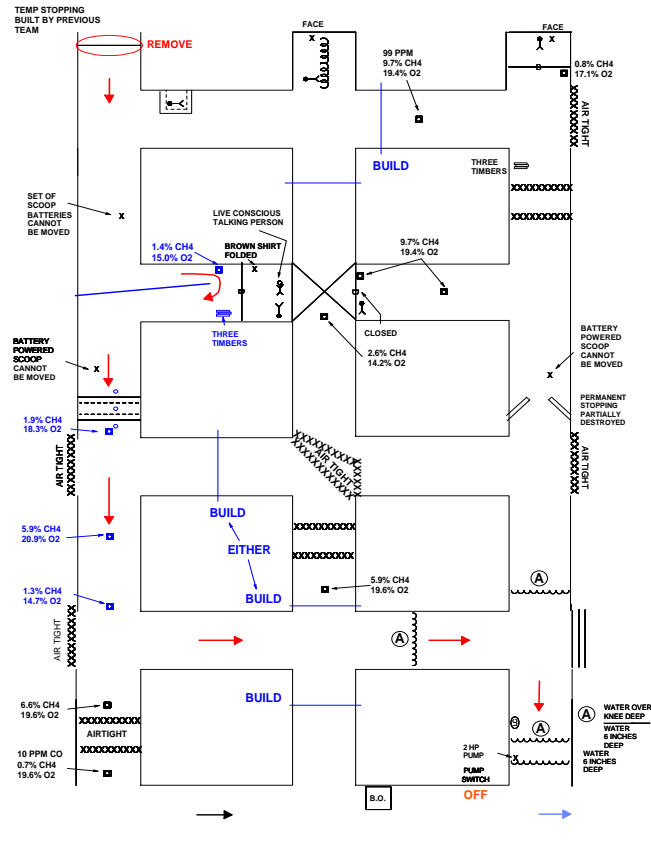 TEMP STOPPING
BUILT BY PREVIOUS
TEAM
REMOVE
FACE
FACE
99 PPM
9.7% CH4
19.4% O2
0.8% CH4
17.1% O2
AIR TIGHT
BUILD
THREE
TIMBERS
SET OF
SCOOP
BATTERIES
CANNOT
BE MOVED
LIVE CONSCIOUS
TALKING PERSON
1.4% CH4
15.0% O2
BROWN SHIRT
FOLDED
9.7% CH4
19.4% O2
THREE
TIMBERS
CLOSED
2.6% CH4
14.2% O2
BATTERY
POWERED
SCOOP
CANNOT
BE MOVED
BATTERY
POWERED
SCOOP
CANNOT
BE MOVED
PERMANENT
STOPPING
PARTIALLY
DESTROYED
1.9% CH4
18.3% O2
AIR TIGHT
AIR TIGHT
AIR TIGHT
BUILD
EITHER
BUILD
5.9% CH4
20.9% O2
5.9% CH4
19.6% O2
1.3% CH4
14.7% O2
A
AIR TIGHT
A
BUILD
6.6% CH4
19.6% O2
AIRTIGHT
10 PPM CO
0.7% CH4
19.6% O2
A
A
WATER OVER
KNEE DEEP
WATER
6 INCHES
DEEP
WATER
6 INCHES
DEEP
2 HP
PUMP
PUMP
SWITCH
OFF
B.O.